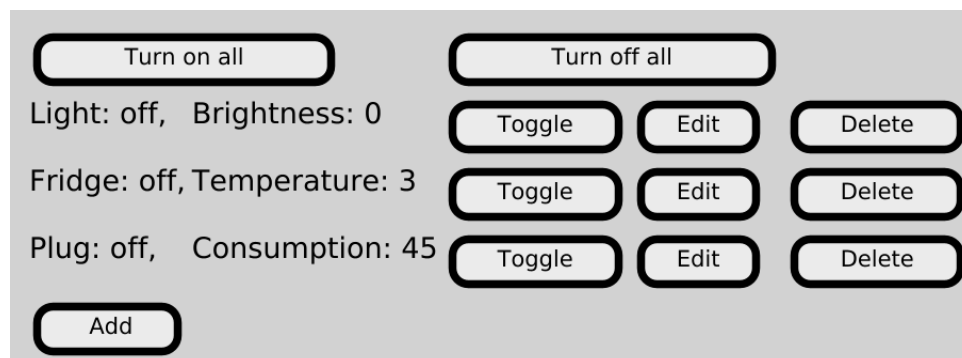 Turn on all Turn off all
Light: off, Brightness: 0 Toggle Edit Delete
Fridge: off, Temperature: 3 Toggle Edit Delete
Plug: off, Consumption: 45 Toggle Edit Delete
Add